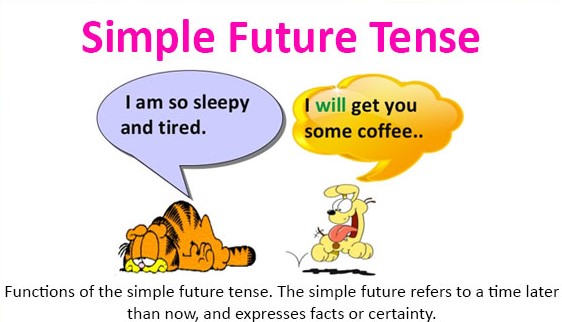 Simple Future Tense
I am so sleepy
and tired.
I will get you
some coffee..
Functions of the simple future tense. The simple future refers to a time later
than now, and expresses facts or certainty.